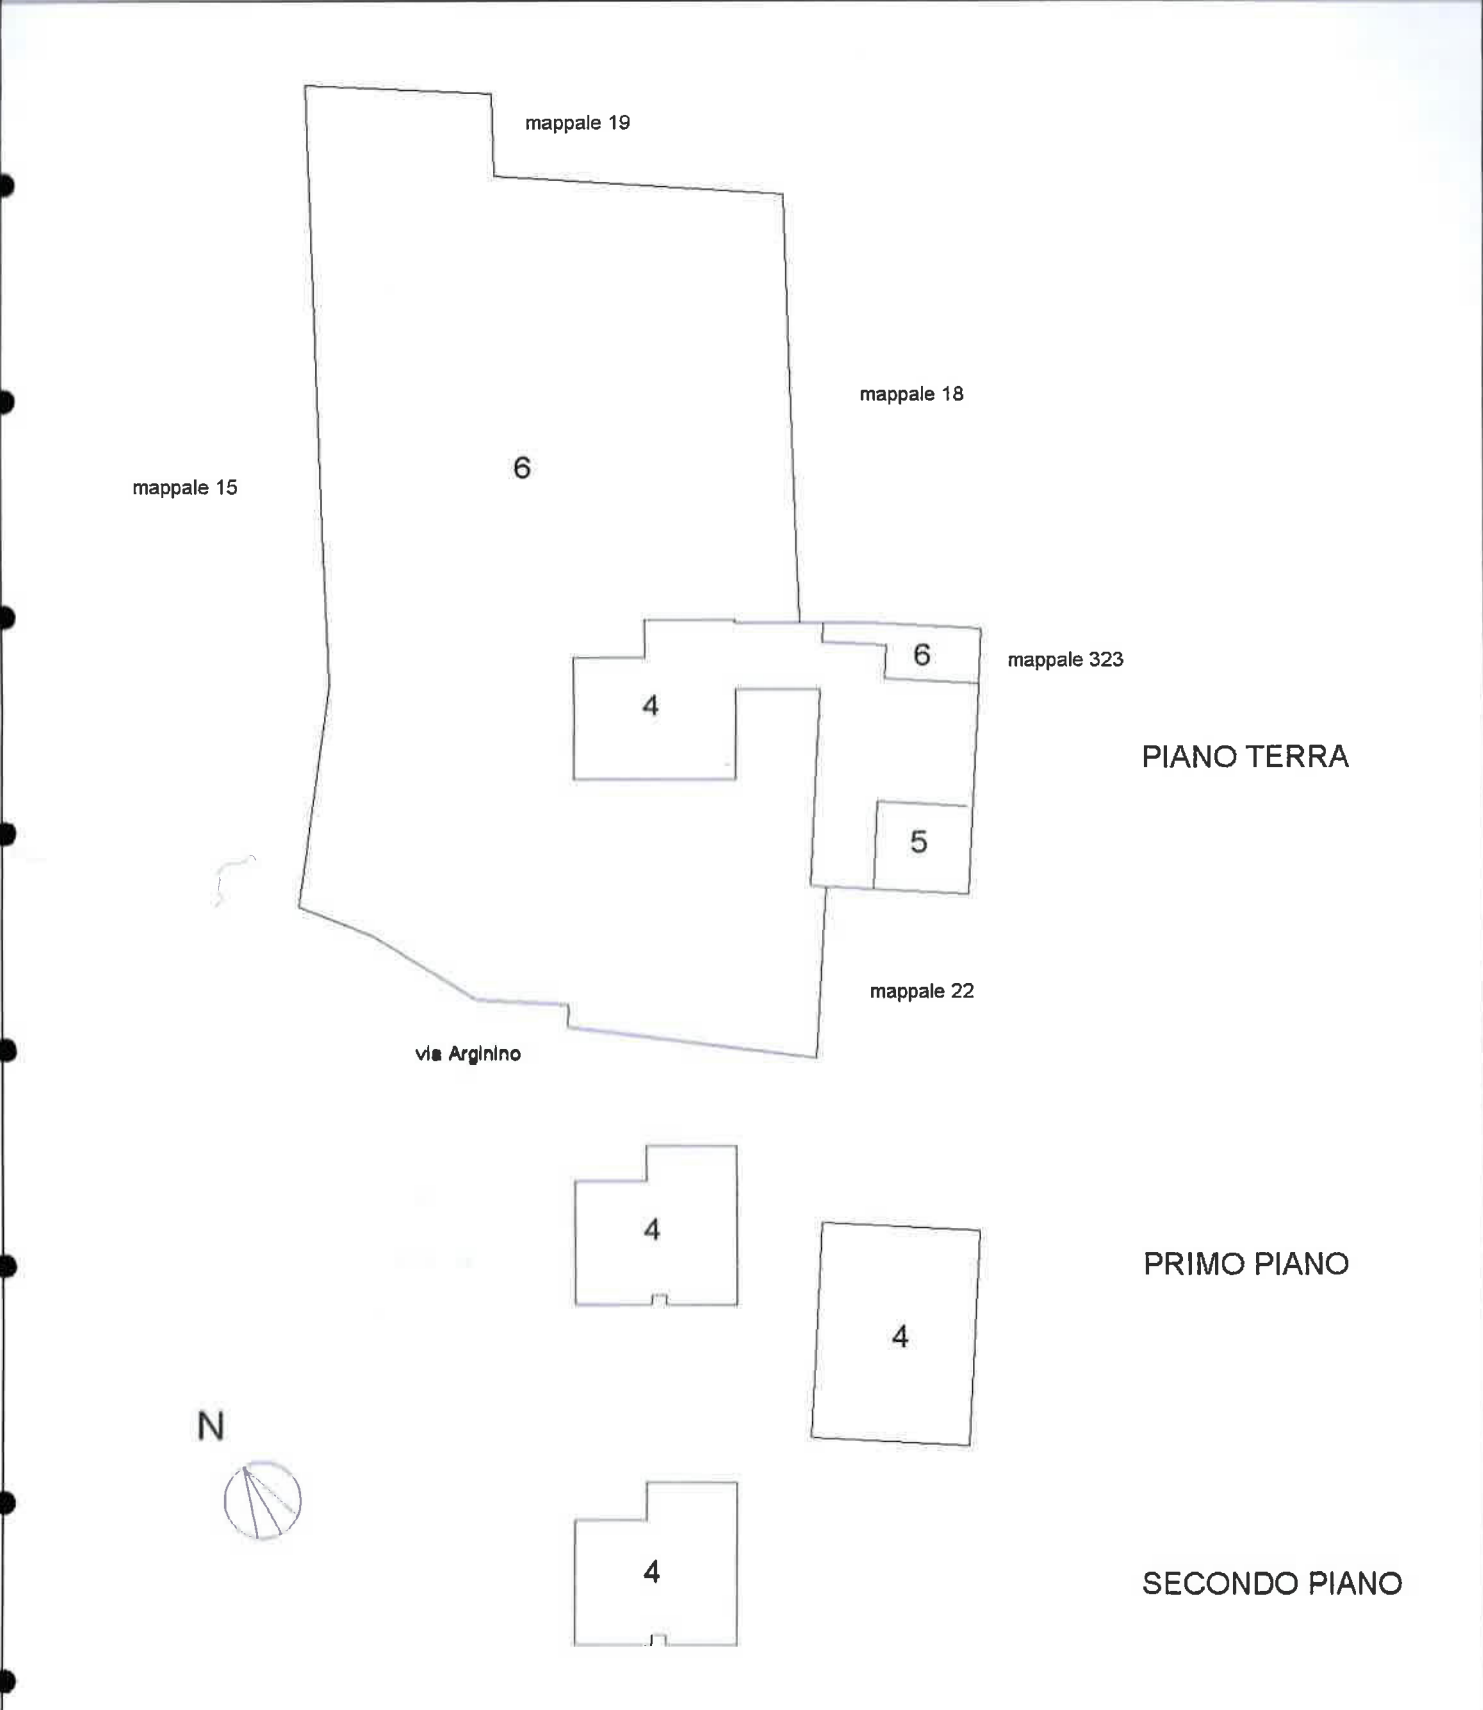 mappale 19
mappale 18
6
mappale 15
6
mappale 323
4
PIANO TERRA
5
mappale 22
via Arginino
4
PRIMO PIANO
4
N
4
SECONDO PIANO